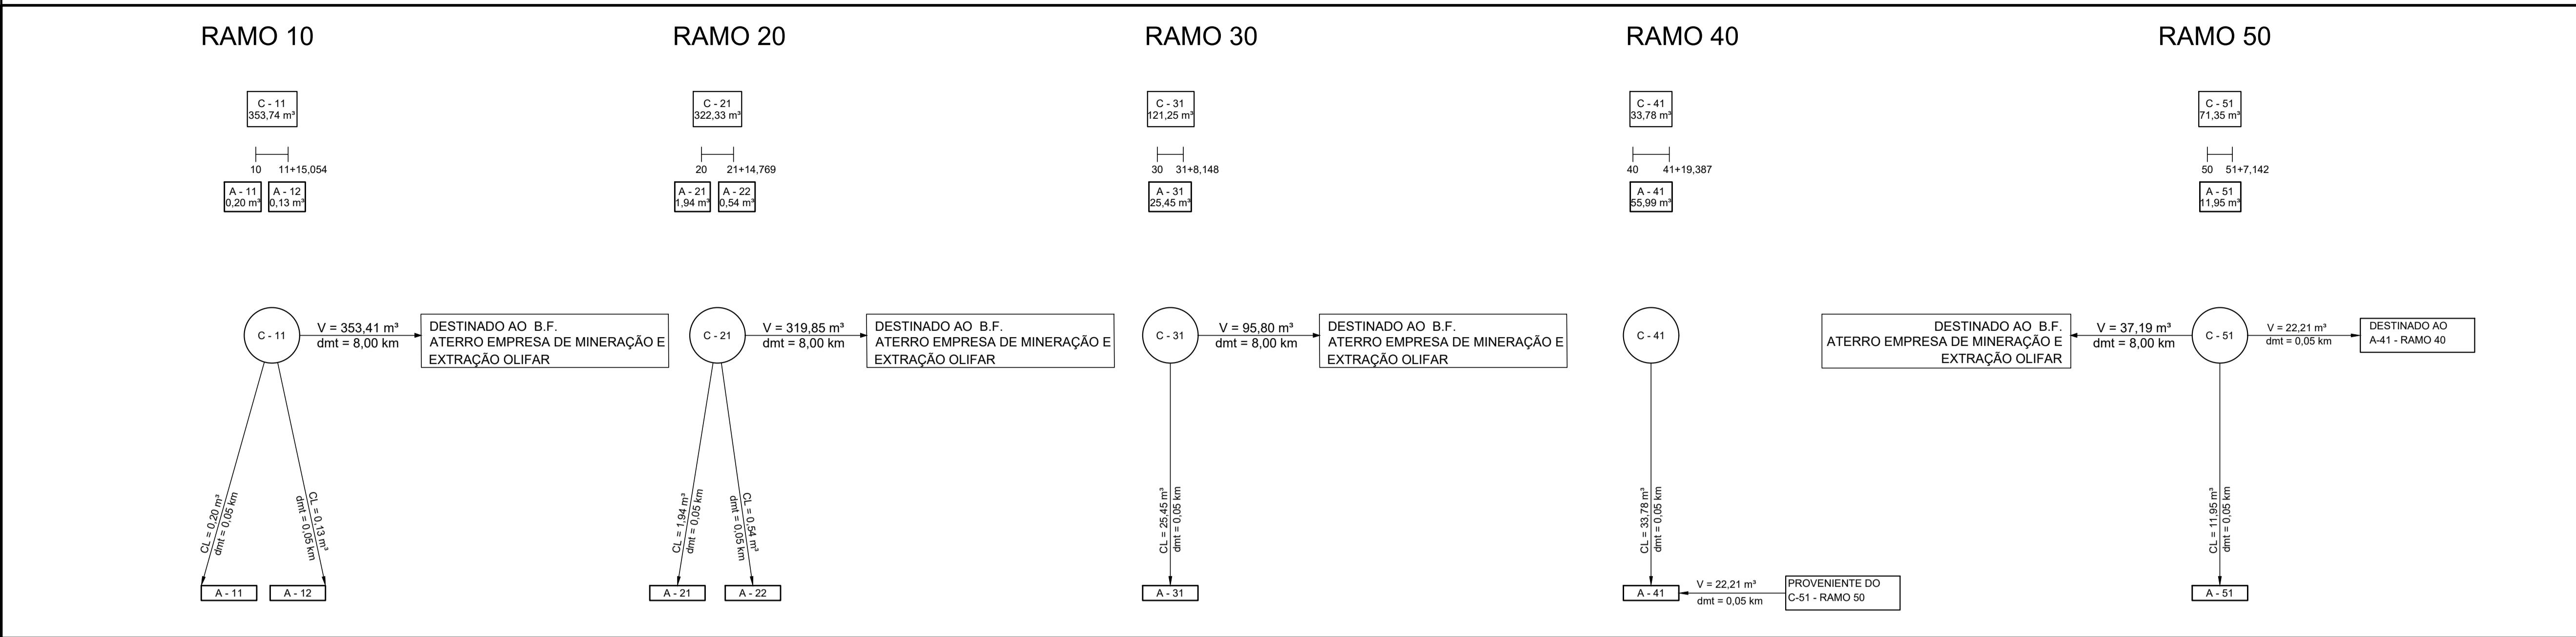 RAMO 10
C - 11
353,74 m³
10 11+15,054
A - 11
0,20 m³
A - 12
0,13 m³
C - 11
V = 353,41 m³
dmt = 8,00 km
DESTINADO AO B.F.
ATERRO EMPRESA DE MINERAÇÃO E
EXTRAÇÃO OLIFAR
CL = 0,20 m³
dmt = 0,05 km
CL = 0,13 m³
dmt = 0,05 km
A - 11
A - 12
RAMO 20
C - 21
322,33 m³
20 21+14,769
A - 21
1,94 m³
A - 22
0,54 m³
C - 21
V = 319,85 m³
dmt = 8,00 km
DESTINADO AO B.F.
ATERRO EMPRESA DE MINERAÇÃO E
EXTRAÇÃO OLIFAR
CL = 1,94 m³
dmt = 0,05 km
CL = 0,54 m³
dmt = 0,05 km
A - 21
A - 22
RAMO 30
C - 31
121,25 m³
30 31+8,148
A - 31
25,45 m³
C - 31
V = 95,80 m³
dmt = 8,00 km
DESTINADO AO B.F.
ATERRO EMPRESA DE MINERAÇÃO E
EXTRAÇÃO OLIFAR
CL = 25,45 m³
dmt = 0,05 km
A - 31
RAMO 40
C - 41
33,78 m³
40 41+19,387
A - 41
55,99 m³
C - 41
CL = 33,78 m³
dmt = 0,05 km
A - 41
V = 22,21 m³
dmt = 0,05 km
PROVENIENTE DO
C-51 - RAMO 50
RAMO 50
C - 51
71,35 m³
50 51+7,142
A - 51
11,95 m³
DESTINADO AO B.F.
ATERRO EMPRESA DE MINERAÇÃO E
EXTRAÇÃO OLIFAR
V = 37,19 m³
dmt = 8,00 km
C - 51
V = 22,21 m³
dmt = 0,05 km
DESTINADO AO
A-41 - RAMO 40
CL = 11,95 m³
dmt = 0,05 km
A - 51